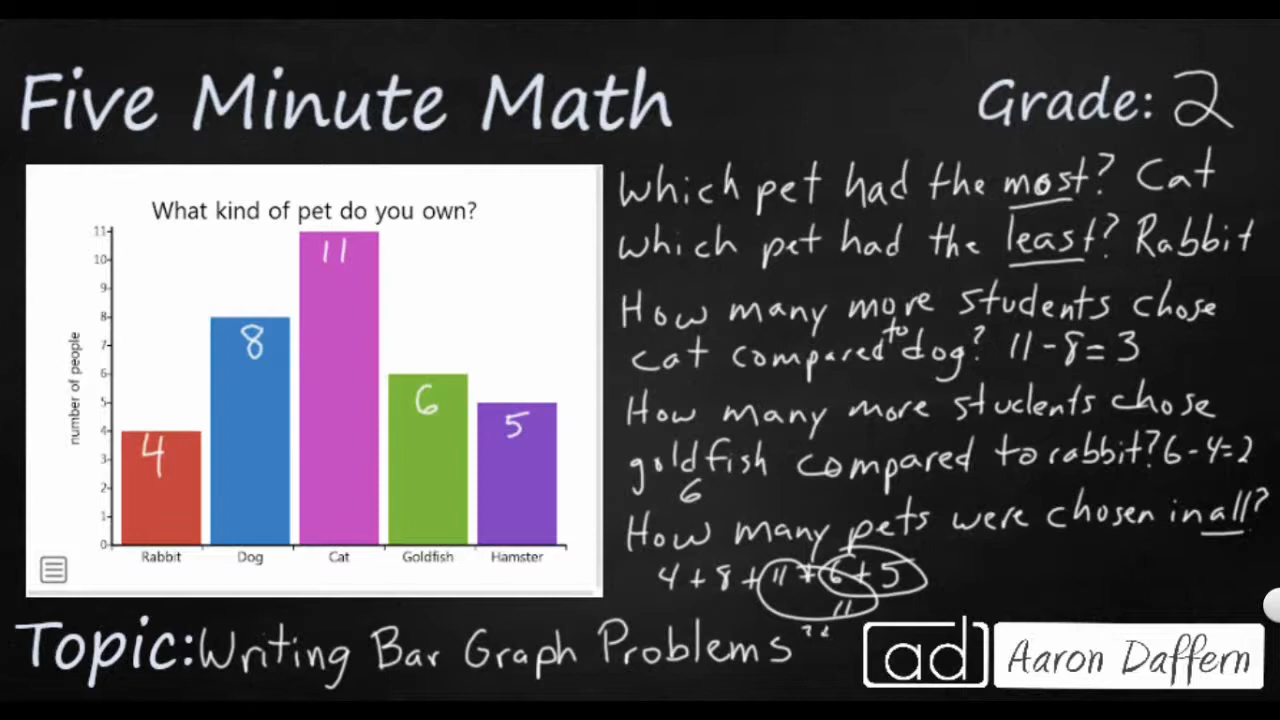 Five Minute Math
Grade: 2
What kind of pet do you own?
number of people
11
10
9
8
7
6
5
4
3
2
1
0
4
8
11
6
5
Rabbit Dog Cat Goldfish Hamster
Which pet had the most? Cat
Which pet had the least? Rabbit
How many more students chose
cat compared to dog? 11-8=3
How many more students chose
goldfish compared to rabbit? 6-4=2
6
How many pets were chosen in all?
4+8+11+6+5
11
Topic: Writing Bar Graph Problems
ad Aaron Daffern